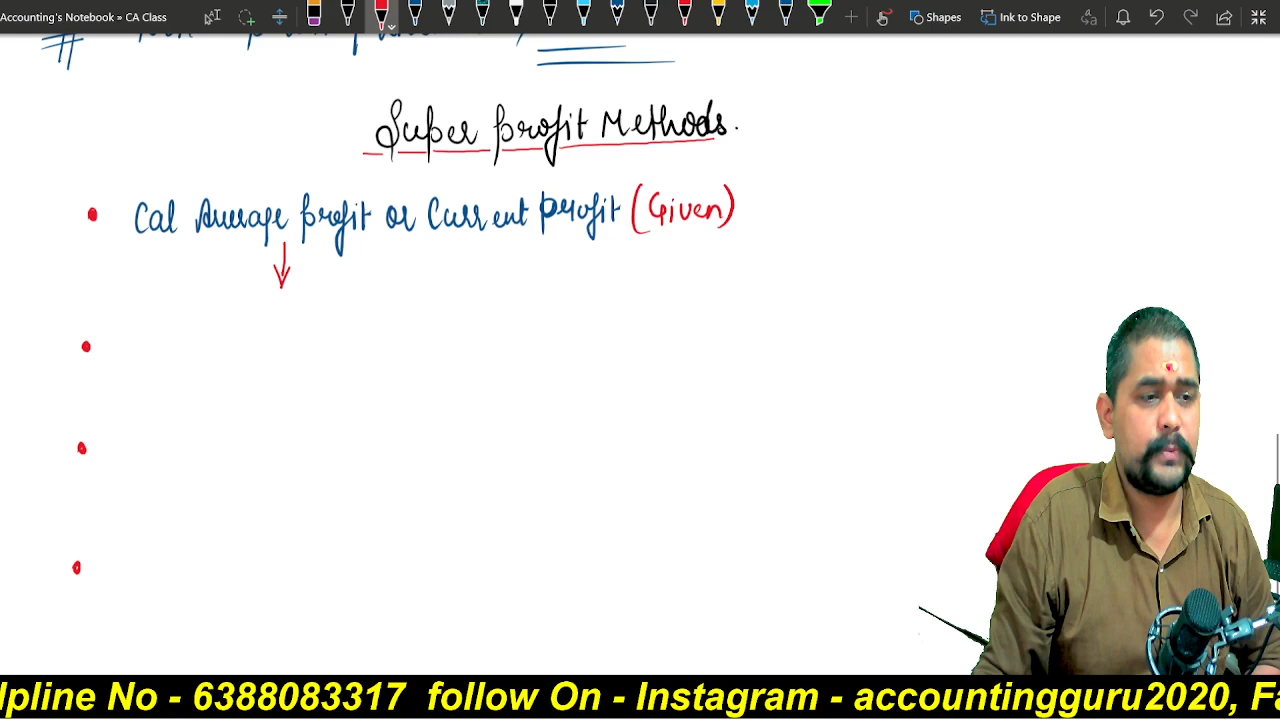 Accounting's Notebook » CA Class
Shapes
Ink to Shape
#
Super profit Methods.
• Cal Average profit or Current profit (Given)
lpline No - 6388083317 follow On - Instagram - accountingguru2020, Fa